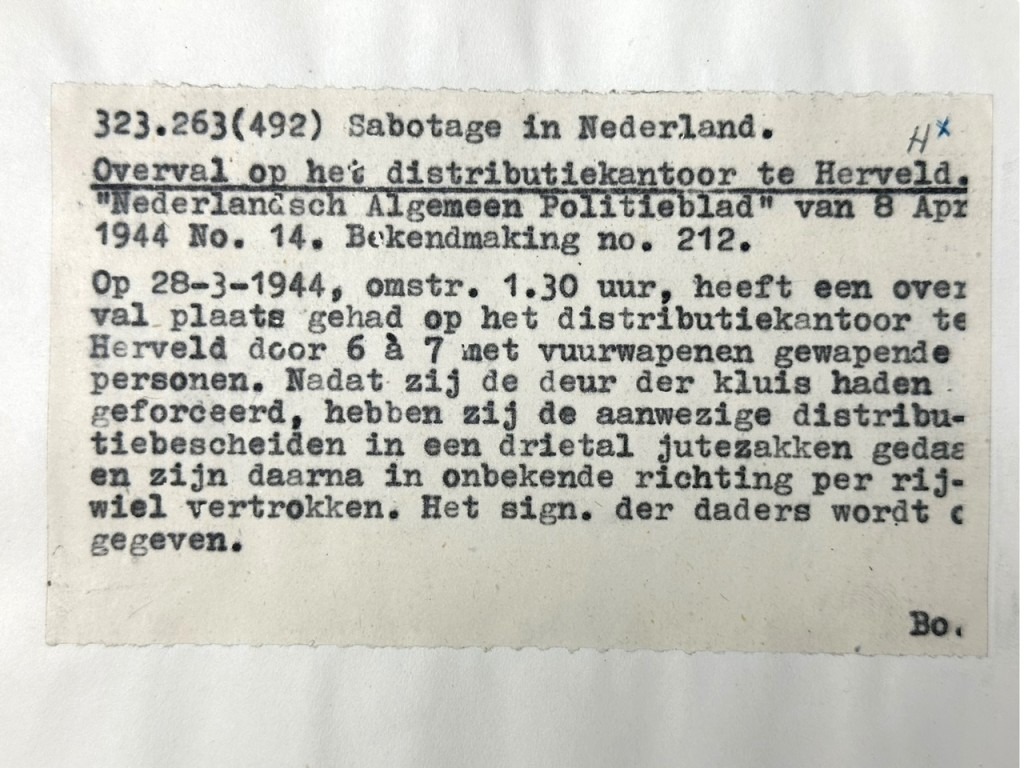 323.263(492) Sabotage in Nederland.
H x
Overval op het distributiekantoor te Herveld.
"Nederlandsch Algemeen Politieblad" van 8 Apr
1944 No. 14. Bekendmaking no. 212.
Op 28-3-1944, omstr. 1.30 uur, heeft een over
val plaats gehad op het distributiekantoor te
Herveld door 6 à 7 met vuurwapenen gewapende
personen. Nadat zij de deur der kluis haden
geforceerd, hebben zij de aanwezige distribu-
tiebescheiden in een drietal jutezakken gedaa
en zijn daarna in onbekende richting per rij-
wiel vertrokken. Het sign. der daders wordt
gegeven.
Bo.